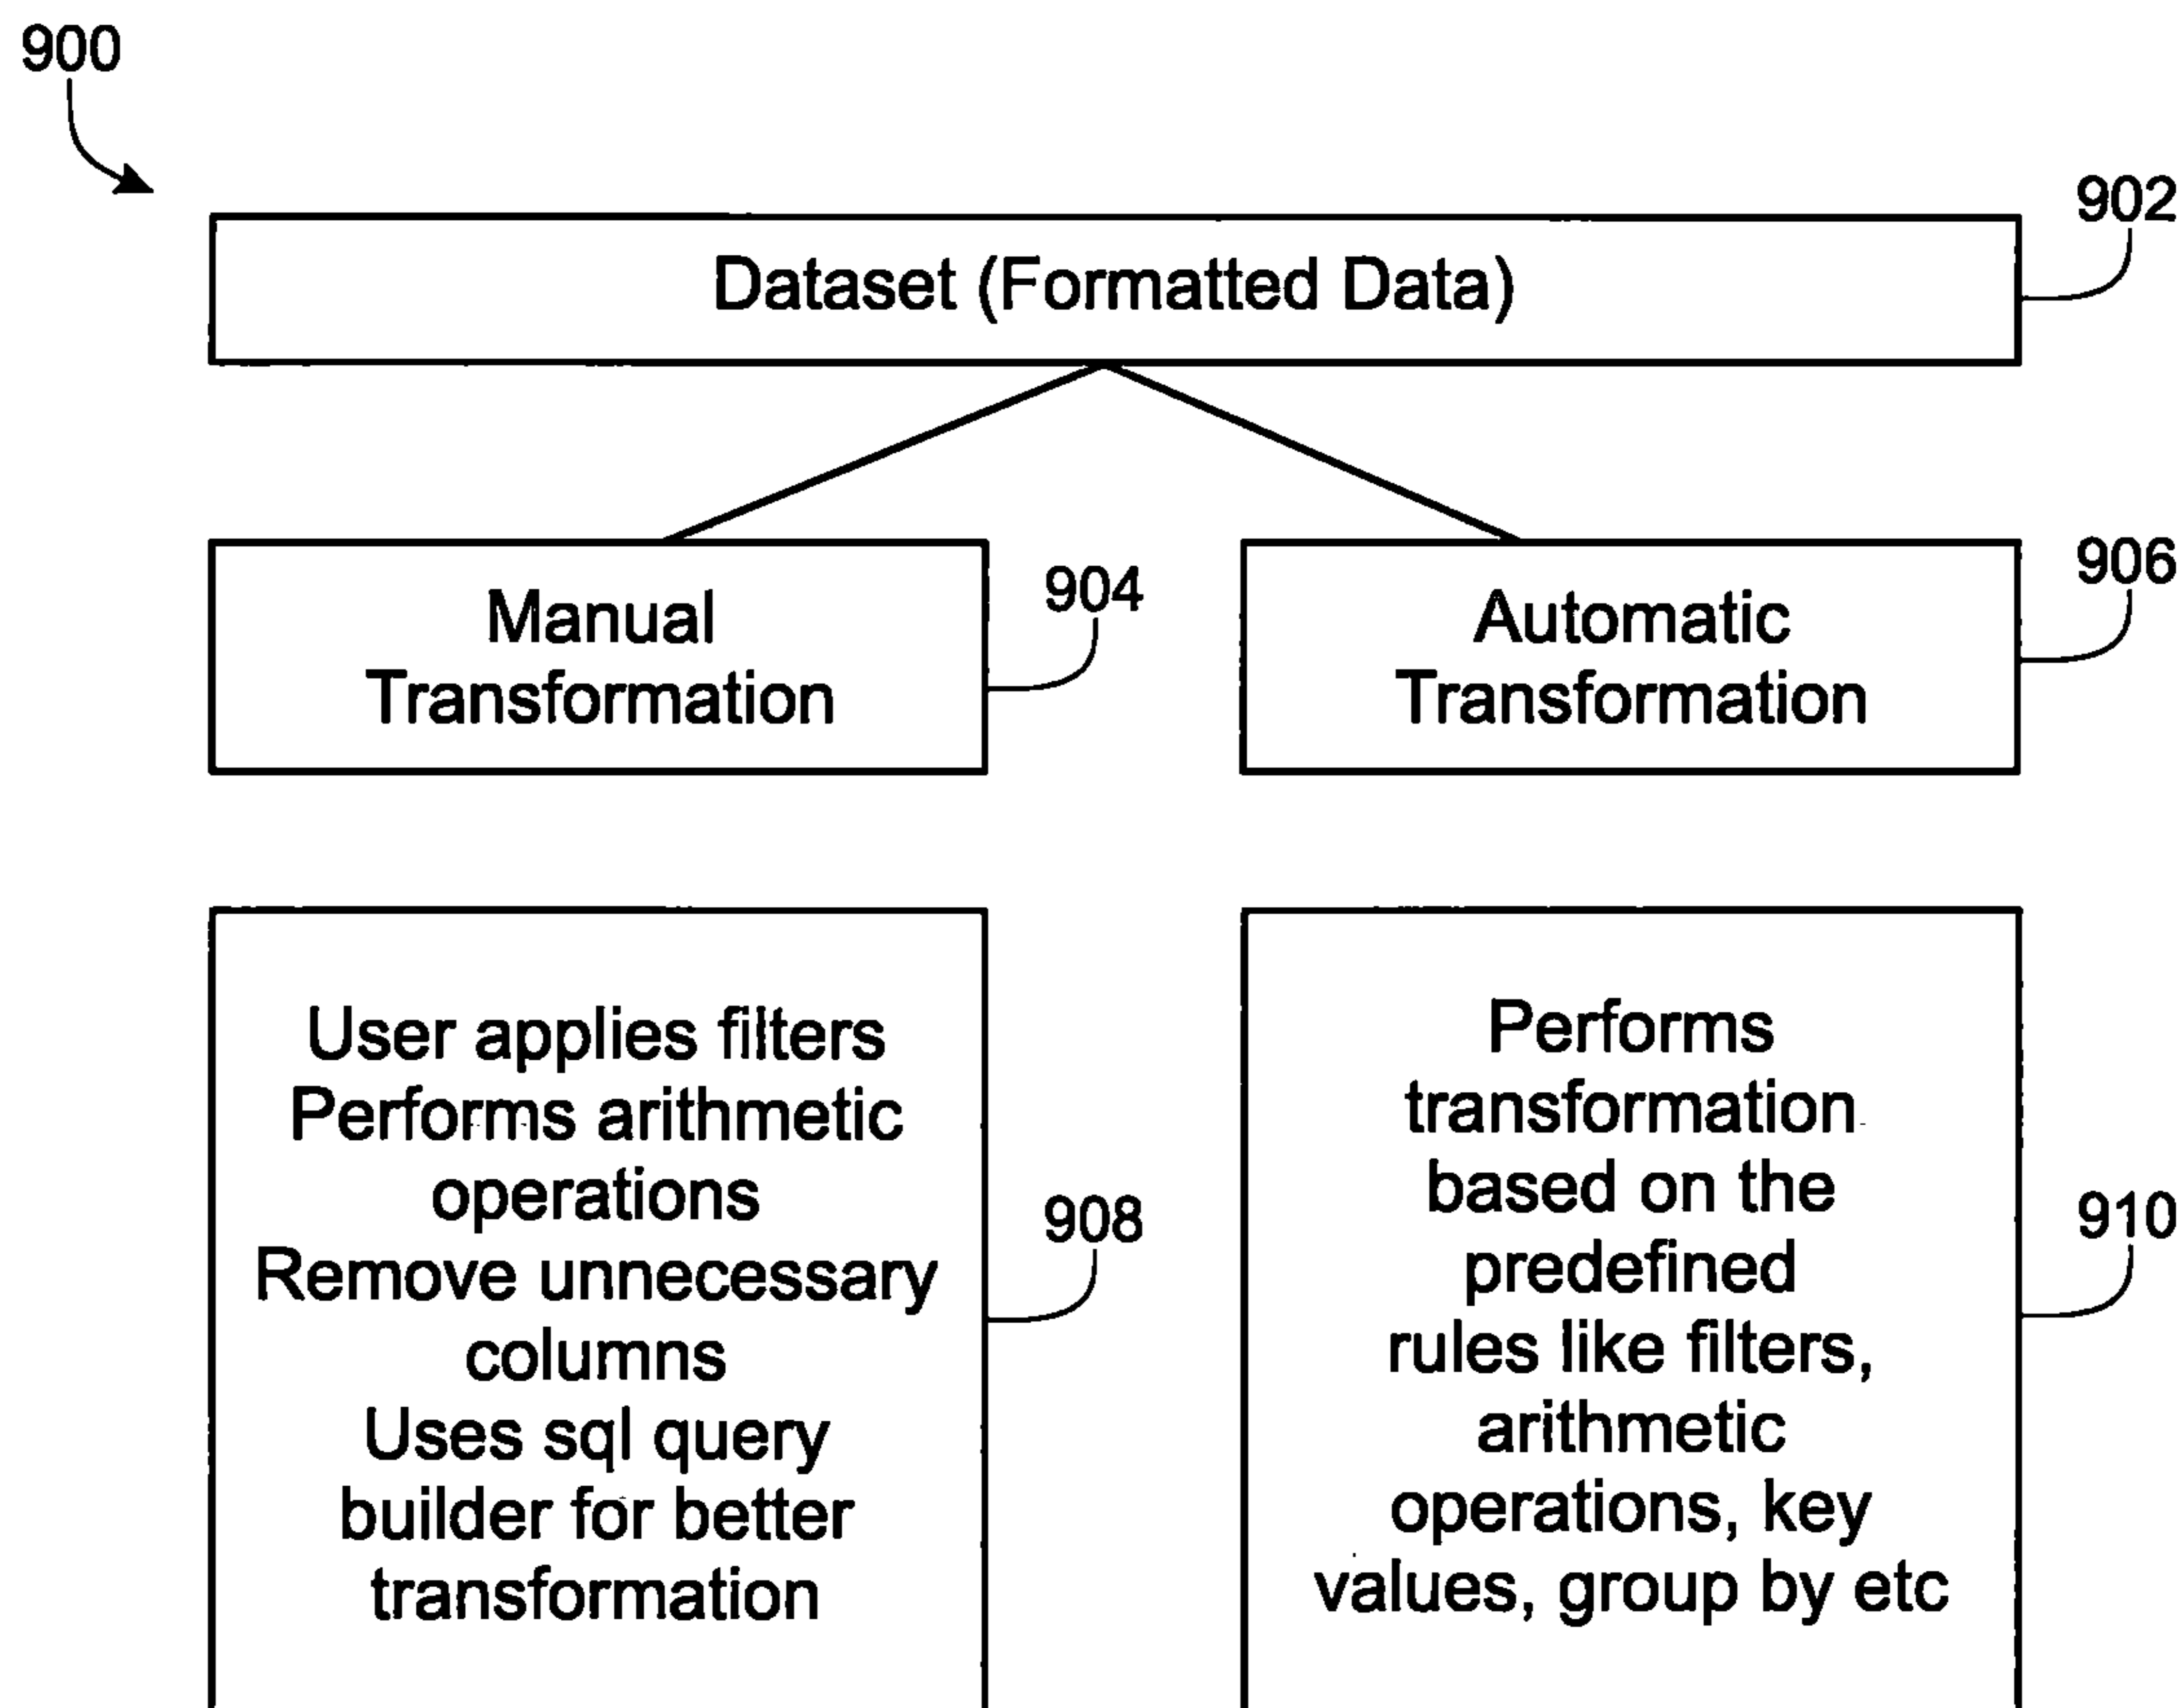 900
902
Dataset (Formatted Data)
Manual
Transformation
904
Automatic
Transformation
906
User applies filters
Performs arithmetic
operations
Remove unnecessary
columns
Uses sql query
builder for better
transformation
908
Performs
transformation
based on the
predefined
rules like filters,
arithmetic
operations, key
values, group by etc
910